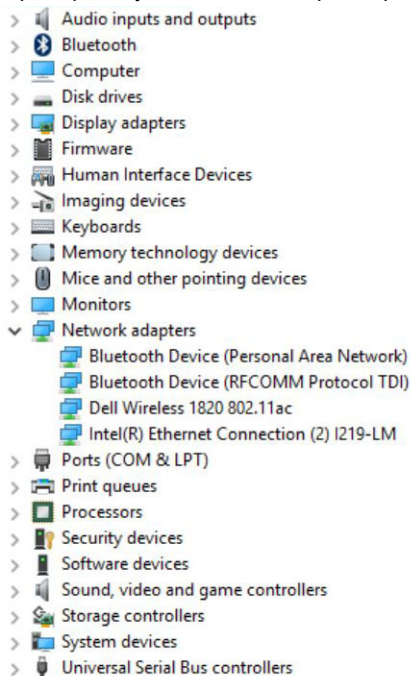 Audio inputs and outputs
Bluetooth
Computer
Disk drives
Display adapters
Firmware
Human Interface Devices
Imaging devices
Keyboards
Memory technology devices
Mice and other pointing devices
Monitors
Network adapters
Bluetooth Device (Personal Area Network)
Bluetooth Device (RFCOMM Protocol TDI)
Dell Wireless 1820 802.11ac
Intel(R) Ethernet Connection (2) I219-LM
Ports (COM & LPT)
Print queues
Processors
Security devices
Software devices
Sound, video and game controllers
Storage controllers
System devices
Universal Serial Bus controllers